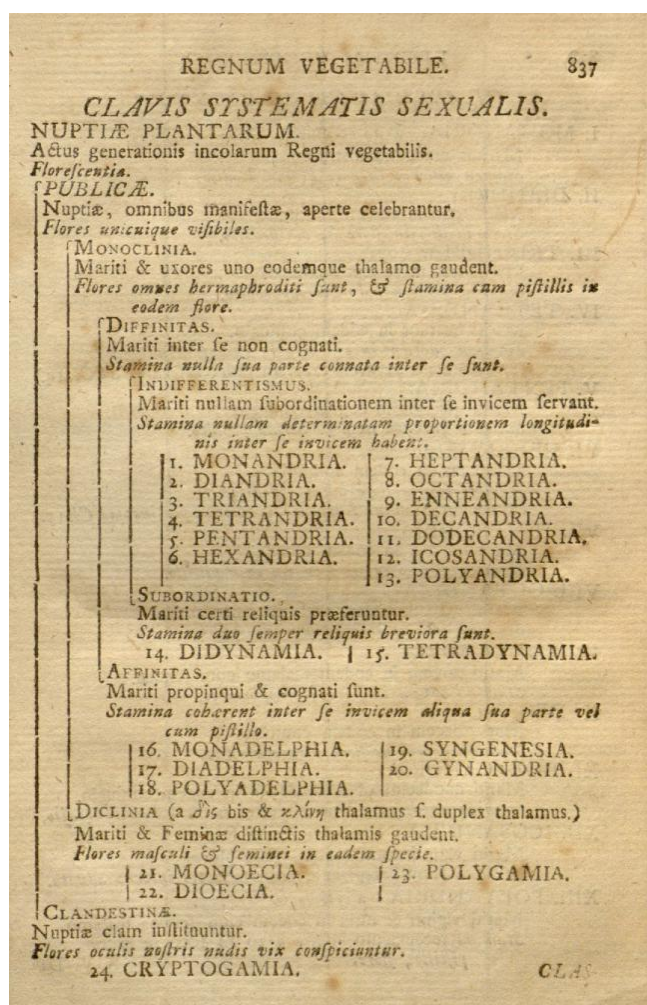 REGNUM VEGETABILE. 837
CLAVIS SYSTEMATIS SEXUALIS.
NUPTIÆ PLANTARUM.
Actus generationis incolarum Regni vegetabilis.
Floreſcentia.
PUBLICÆ.
Nuptiæ, omnibus manifeſtæ, aperte celebrantur.
Flores unicuique viſibiles.
MONOCLINIA.
Mariti & uxores uno eodemque thalamo gaudent.
Flores omnes hermaphroditi ſunt, & ſtamina cum piſtillis in
eodem flore.
DIFFINITAS.
Mariti inter ſe non cognati.
Stamina nulla ſua parte connata inter ſe ſunt.
INDIFFERENTISMUS.
Mariti nullam ſubordinationem inter ſe invicem ſervant.
Stamina nullam determinatam proportionem longitudi-
nis inter ſe invicem habent.
1. MONANDRIA. 7. HEPTANDRIA.
2. DIANDRIA. 8. OCTANDRIA.
3. TRIANDRIA. 9. ENNEANDRIA.
4. TETRANDRIA. 10. DECANDRIA.
5. PENTANDRIA. 11. DODECANDRIA.
6. HEXANDRIA. 12. ICOSANDRIA.
13. POLYANDRIA.
SUBORDINATIO.
Mariti certi reliquis præferuntur.
Stamina duo ſemper reliquis breviora ſunt.
14. DIDYNAMIA. 15. TETRADYNAMIA.
AFFINITAS.
Mariti propinqui & cognati ſunt.
Stamina cohærent inter ſe invicem aliqua ſua parte vel
cum piſtillo.
16. MONADELPHIA. 19. SYNGENESIA.
17. DIADELPHIA. 20. GYNANDRIA.
18. POLYADELPHIA.
DICLINIA (a δὶς bis & κλίνη thalamus ſ. duplex thalamus.)
Mariti & Feminæ diſtinctis thalamis gaudent.
Flores maſculi & feminei in eadem ſpecie.
21. MONOECIA. 23. POLYGAMIA.
22. DIOECIA.
CLANDESTINÆ.
Nuptiæ clam inſtituuntur.
Flores oculis noſtris nudis vix conſpiciuntur.
24. CRYPTOGAMIA. CLAS-